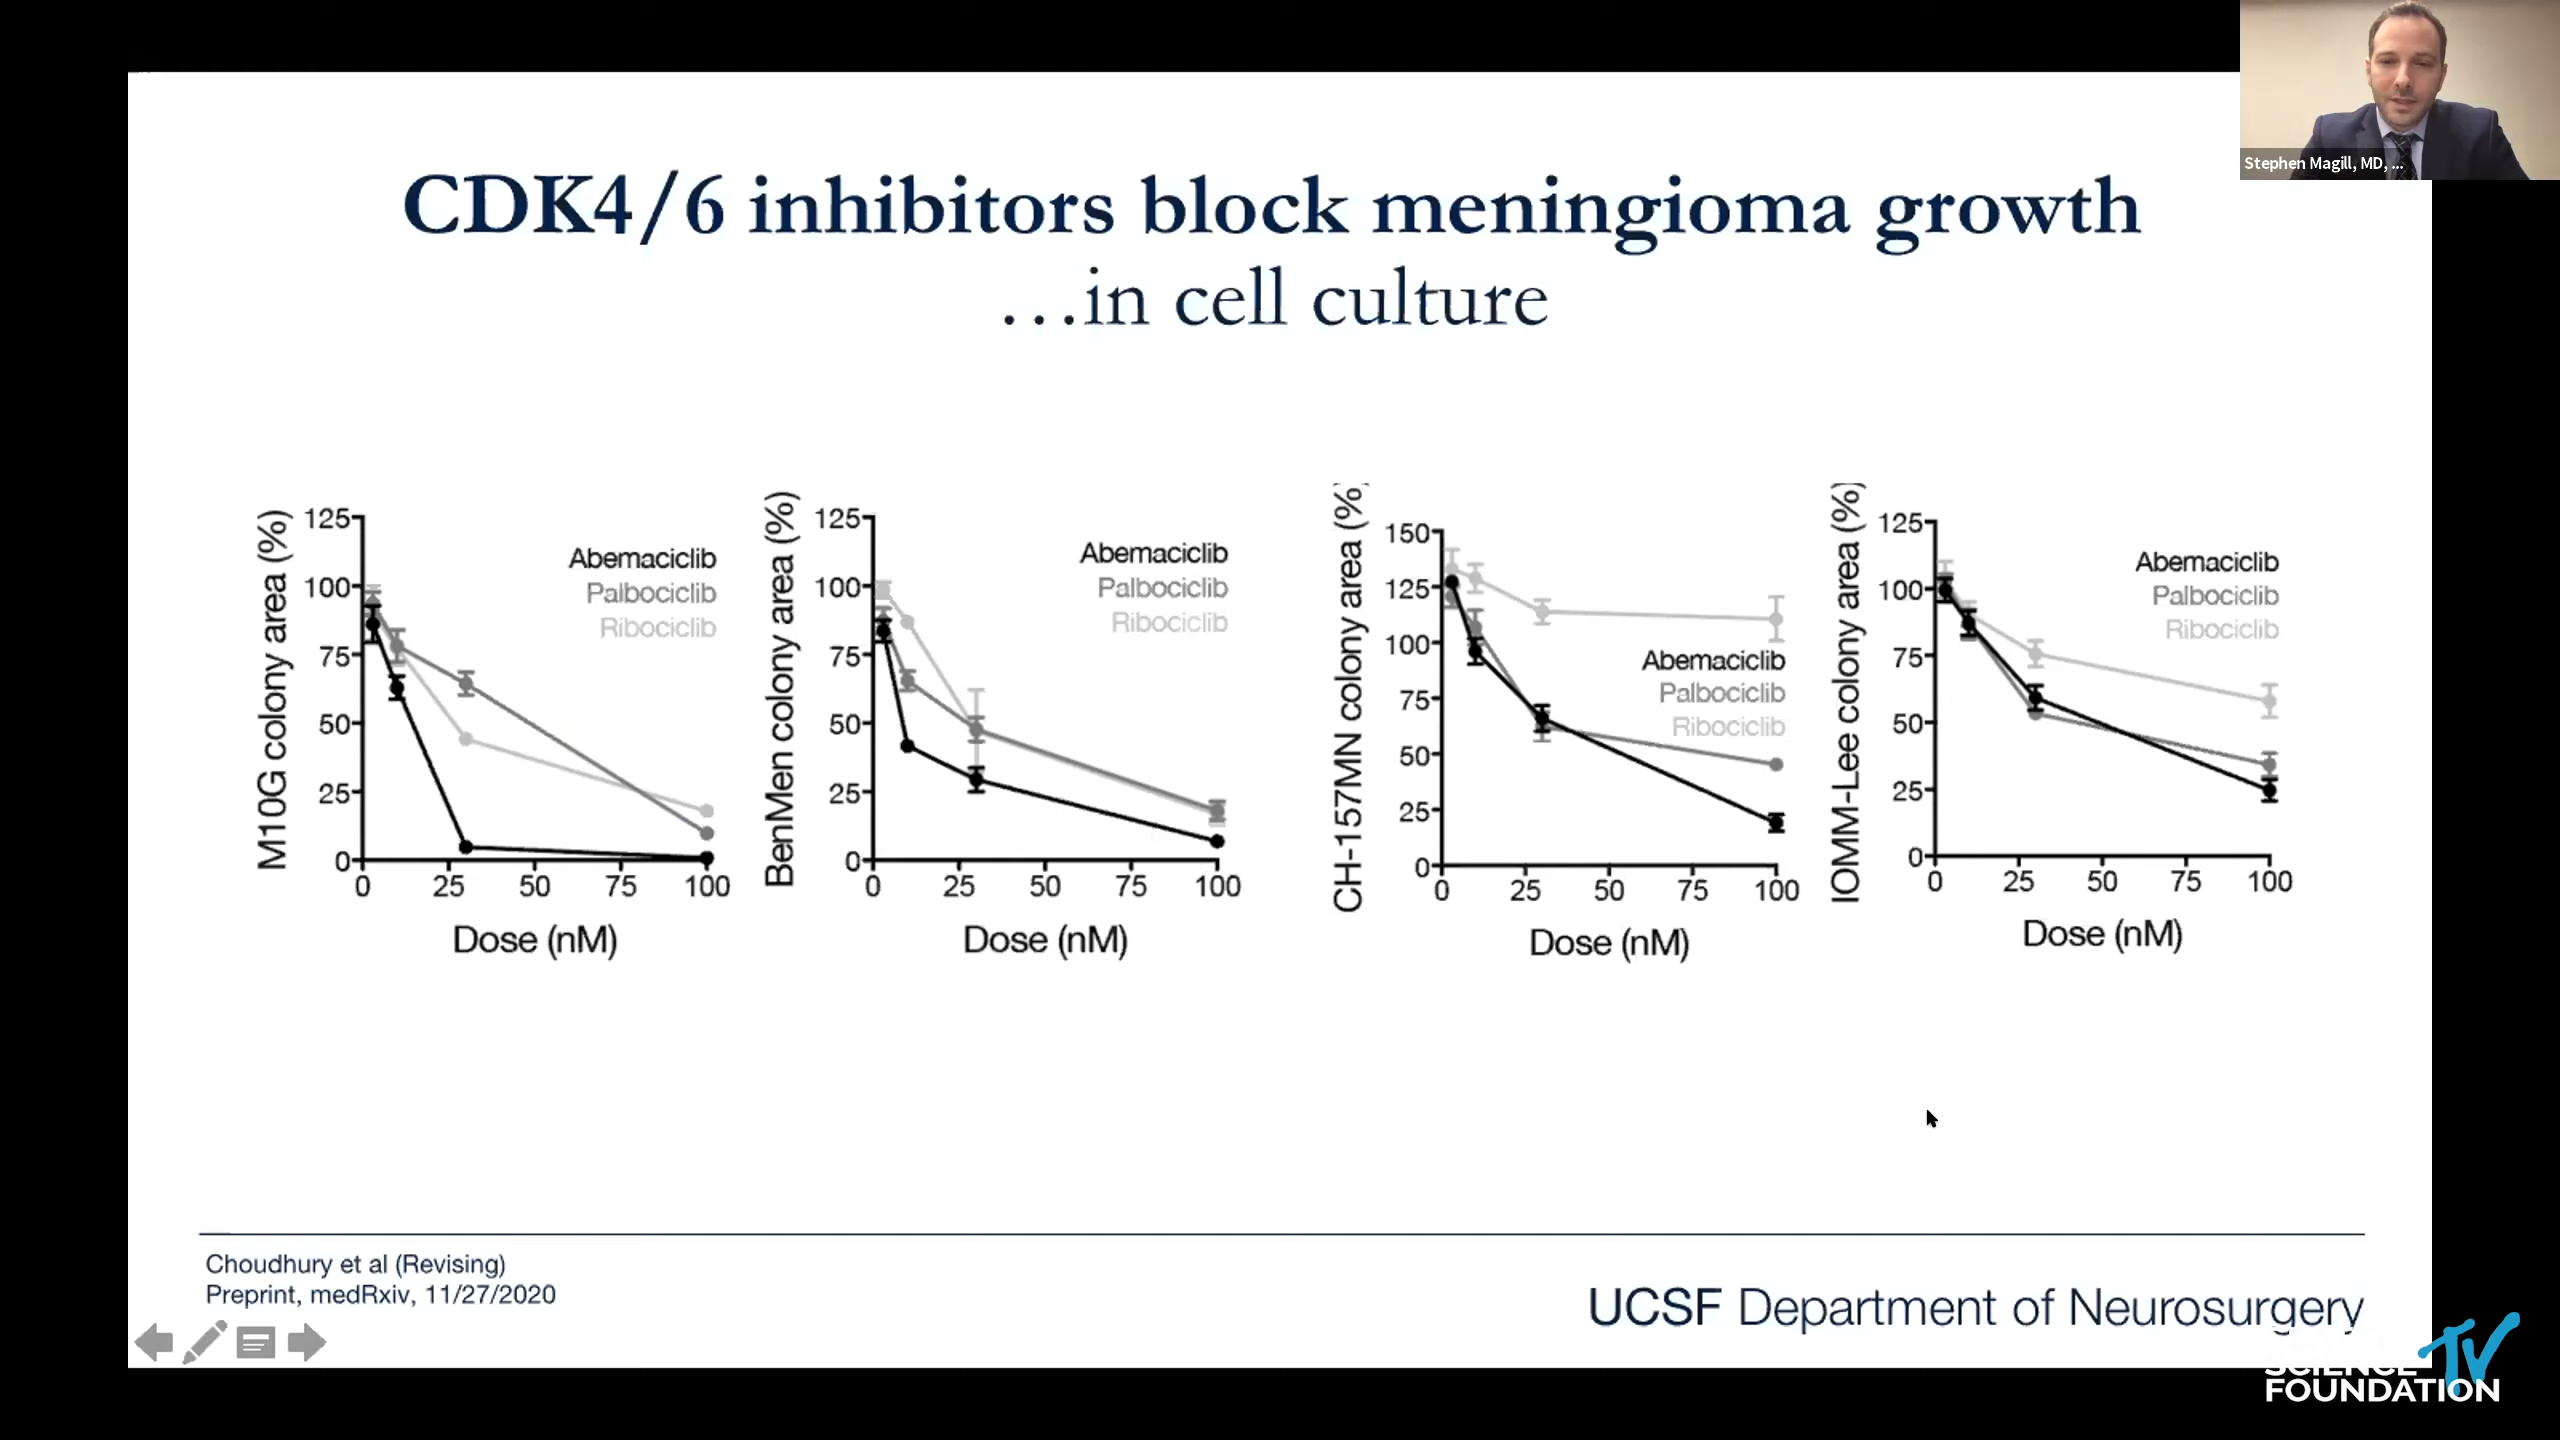 Stephen Magill, MD, ...
CDK4/6 inhibitors block meningioma growth
…in cell culture
M10G colony area (%)
125
100
75
50
25
0
Abemaciclib
Palbociclib
Ribociclib
0 25 50 75 100
Dose (nM)
BenMen colony area (%)
125
100
75
50
25
0
Abemaciclib
Palbociclib
Ribociclib
0 25 50 75 100
Dose (nM)
CH-157MN colony area (%)
150
125
100
75
50
25
0
Abemaciclib
Palbociclib
Ribociclib
0 25 50 75 100
Dose (nM)
IOMM-Lee colony area (%)
125
100
75
50
25
0
Abemaciclib
Palbociclib
Ribociclib
0 25 50 75 100
Dose (nM)
Choudhury et al (Revising)
Preprint, medRxiv, 11/27/2020
UCSF Department of Neurosurgery
SCIENCE TV
FOUNDATION